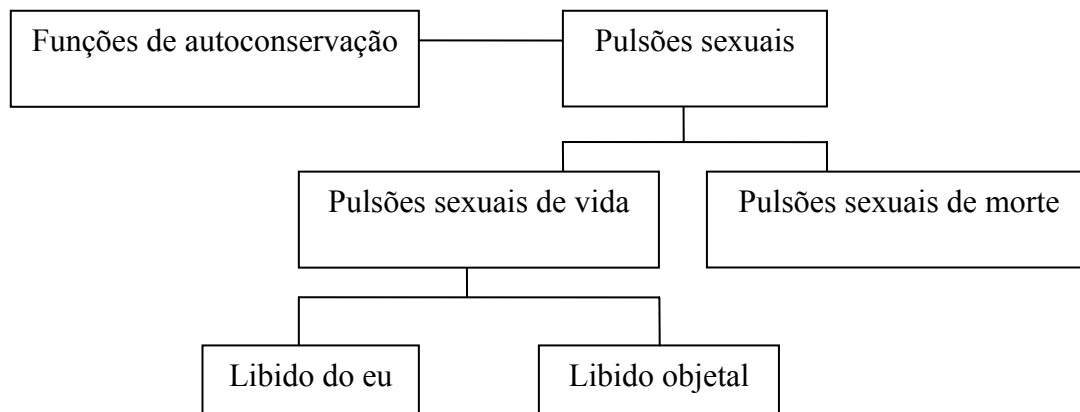 Funções de autoconservação
Pulsões sexuais
Pulsões sexuais de vida
Pulsões sexuais de morte
Libido do eu
Libido objetal